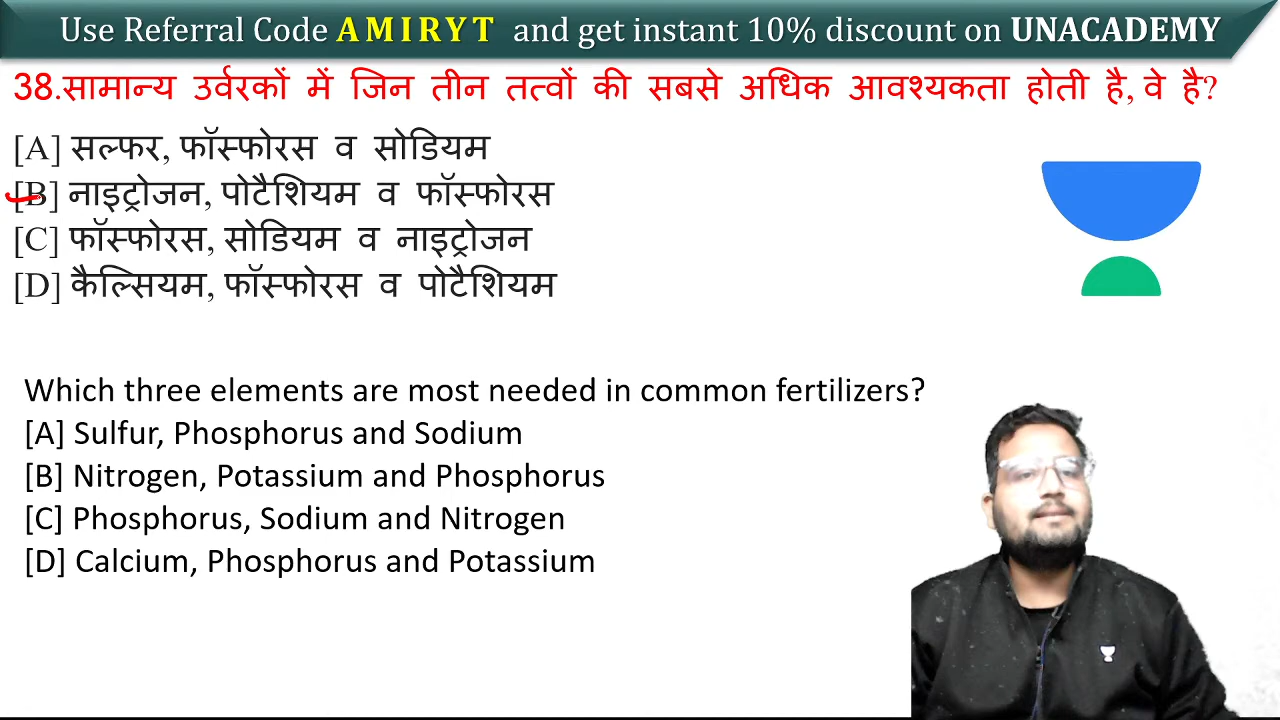 Use Referral Code AMIRYT and get instant 10% discount on UNACADEMY
38.सामान्य उर्वरकों में जिन तीन तत्वों की सबसे अधिक आवश्यकता होती है, वे है?
[A] सल्फर, फॉस्फोरस व सोडियम
[B] नाइट्रोजन, पोटैशियम व फॉस्फोरस
[C] फॉस्फोरस, सोडियम व नाइट्रोजन
[D] कैल्सियम, फॉस्फोरस व पोटैशियम
Which three elements are most needed in common fertilizers?
[A] Sulfur, Phosphorus and Sodium
[B] Nitrogen, Potassium and Phosphorus
[C] Phosphorus, Sodium and Nitrogen
[D] Calcium, Phosphorus and Potassium